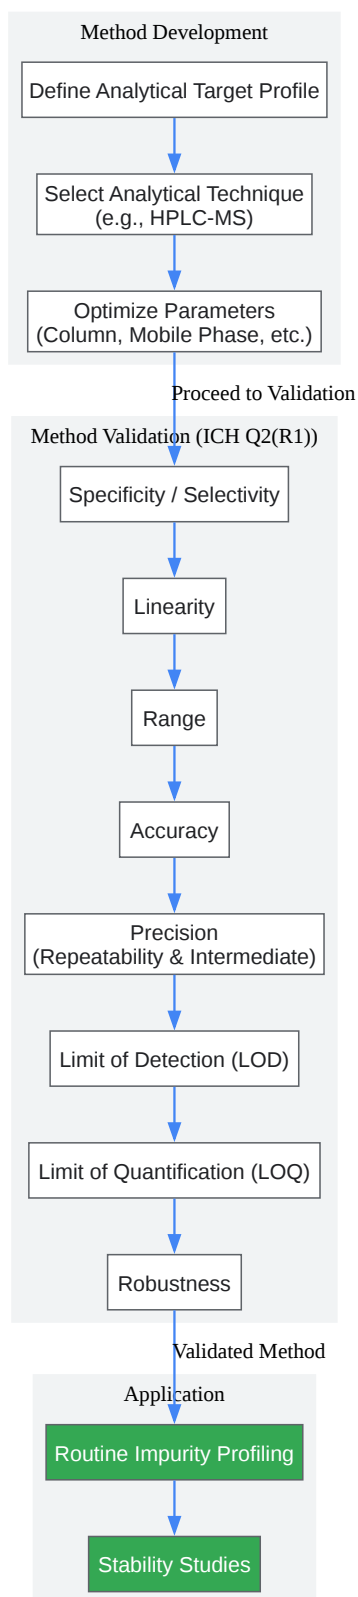 Method Development
Define Analytical Target Profile
Select Analytical Technique
(e.g., HPLC-MS)
Optimize Parameters
(Column, Mobile Phase, etc.)
Proceed to Validation
Method Validation (ICH Q2(R1))
Specificity / Selectivity
Linearity
Range
Accuracy
Precision
(Repeatability & Intermediate)
Limit of Detection (LOD)
Limit of Quantification (LOQ)
Robustness
Validated Method
Application
Routine Impurity Profiling
Stability Studies